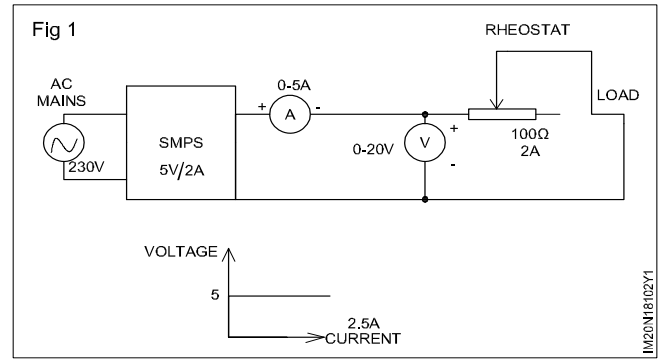 Fig 1
RHEOSTAT
AC
MAINS
0-5A
LOAD
+ A -
SMPS
5V/2A
230V
0-20V
V
+
-
100Ω
2A
VOLTAGE
5
2.5A
CURRENT
IM20N18102Y1